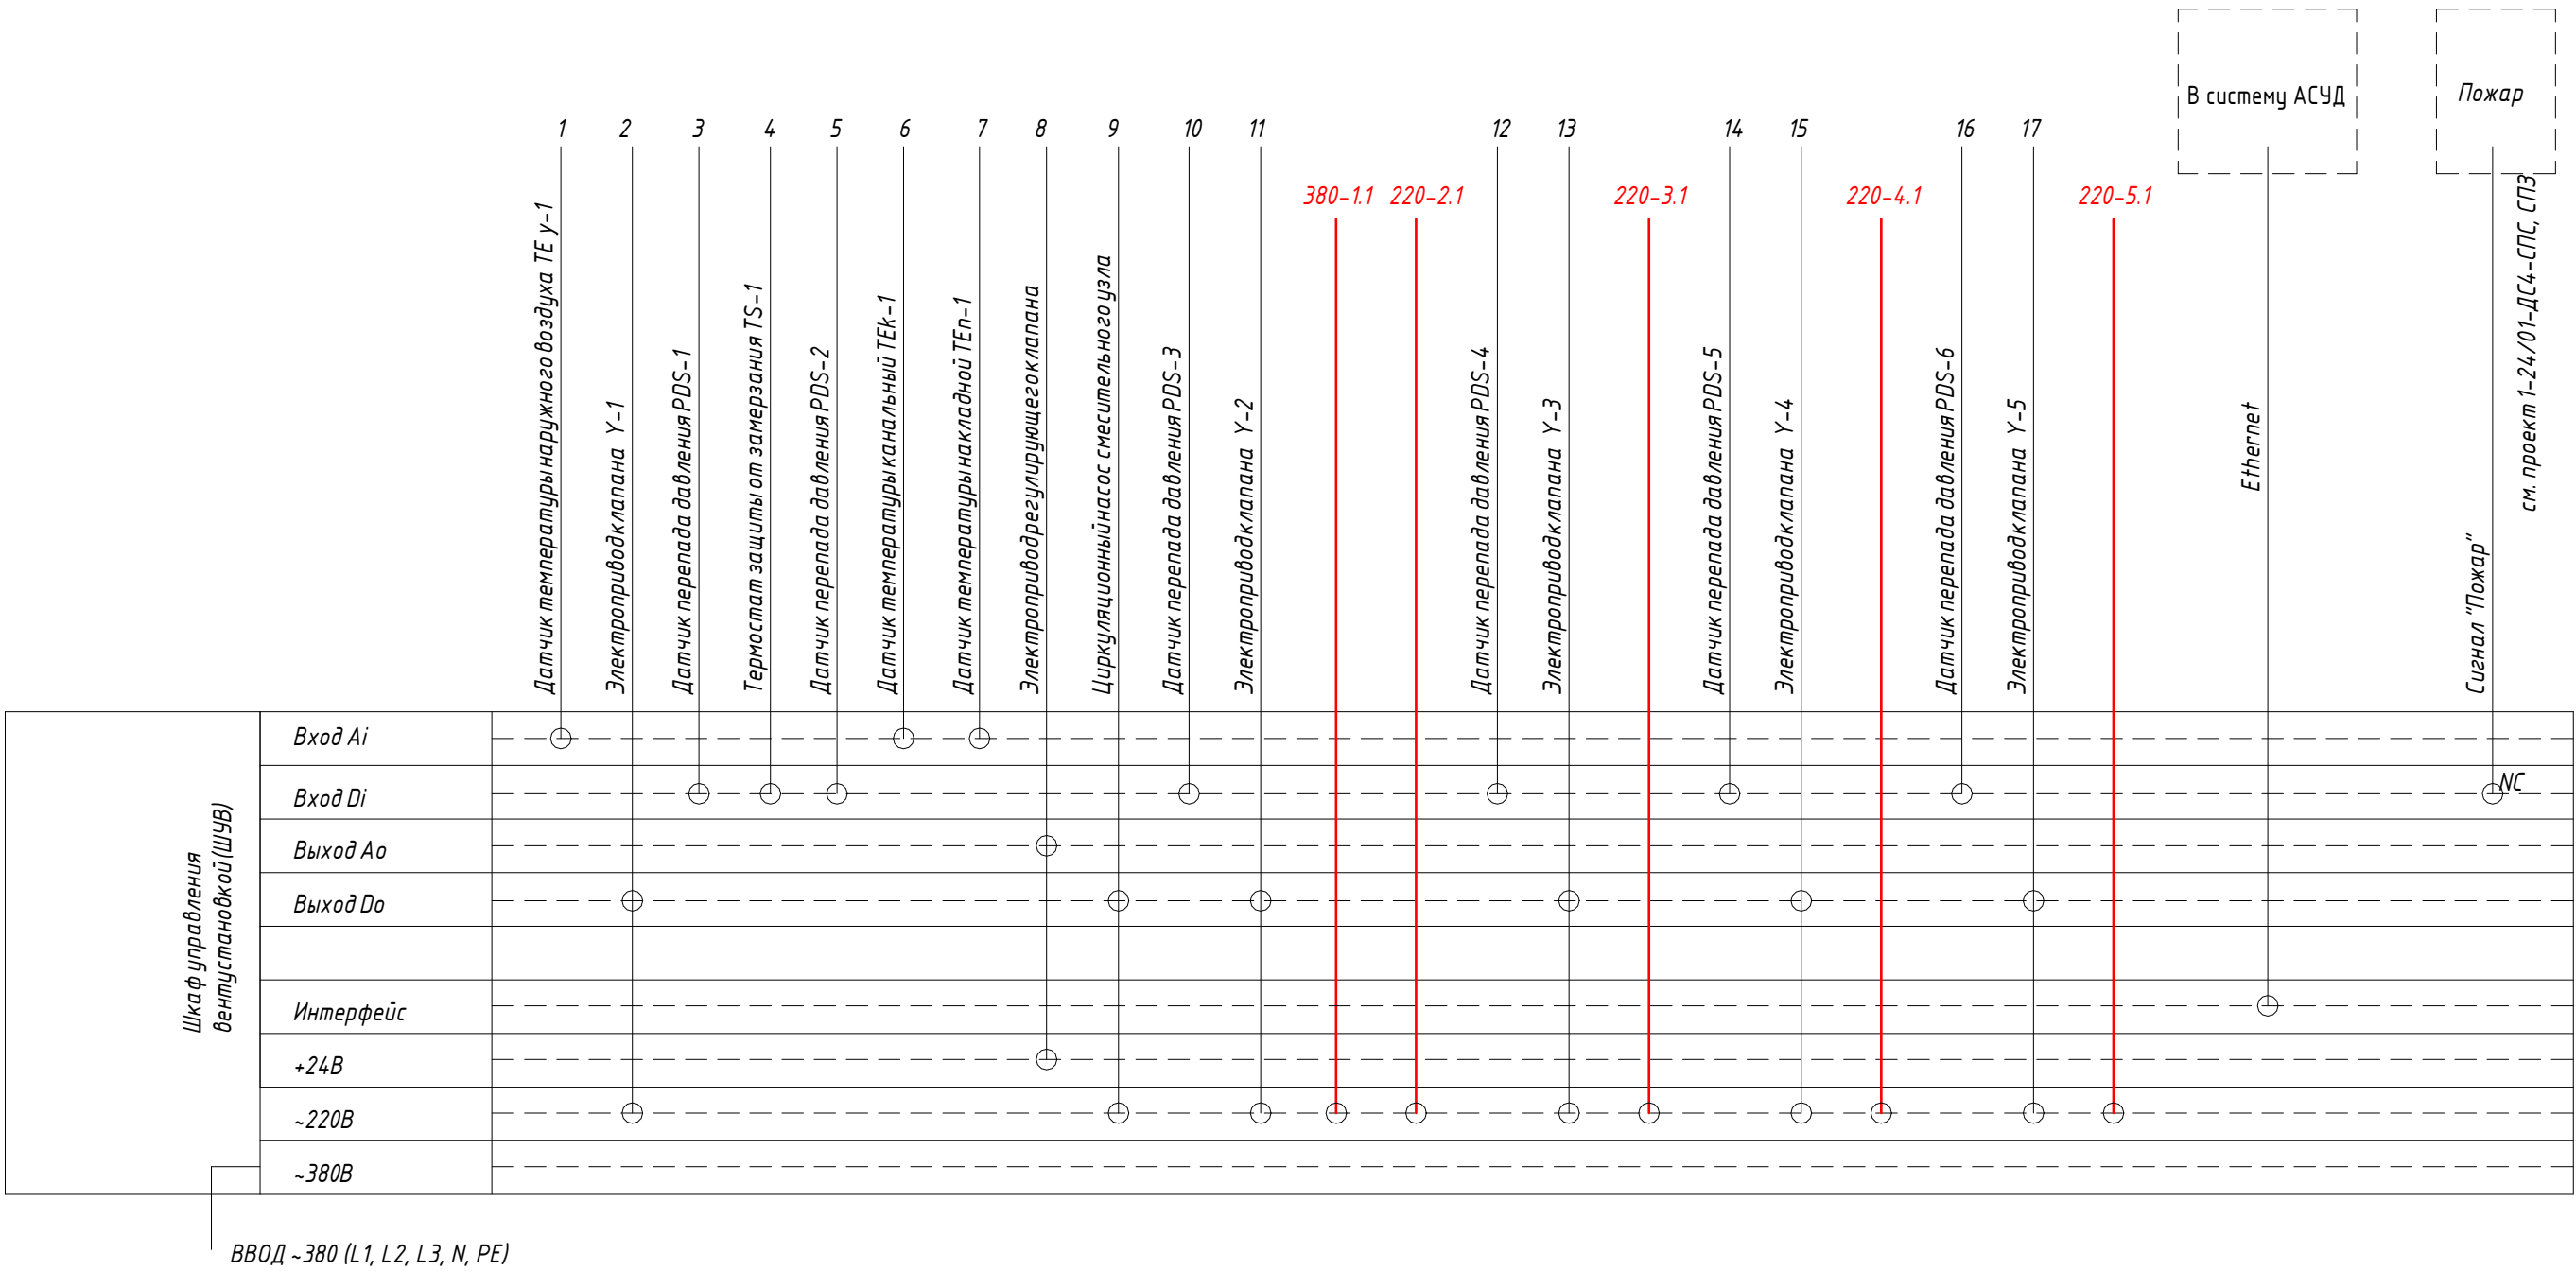 В систему АСУД
Пожар
1
2
3
4
5
6
7
8
9
10
11
12
13
14
15
16
17
380-1.1
220-2.1
220-3.1
220-4.1
220-5.1
Датчик температуры наружного воздуха TE у-1
Электропривод клапана Y-1
Датчик перепада давления PDS-1
Термостат защиты от замерзания TS-1
Датчик перепада давления PDS-2
Датчик температуры канальный TEk-1
Датчик температуры накладной TEп-1
Электропривод регулирующего клапана
Циркуляционный насос смесительного узла
Датчик перепада давления PDS-3
Электропривод клапана Y-2
Датчик перепада давления PDS-4
Электропривод клапана Y-3
Датчик перепада давления PDS-5
Электропривод клапана Y-4
Датчик перепада давления PDS-6
Электропривод клапана Y-5
Ethernet
Сигнал "Пожар"
см. проект 1-24/01-ДС4-СПС, СПЗ
Шкаф управления
вентустановкой (ШУВ)
Вход Ai
Вход Di
NC
Выход Ao
Выход Do
Интерфейс
+24В
~220В
~380В
ВВОД ~380 (L1, L2, L3, N, PE)